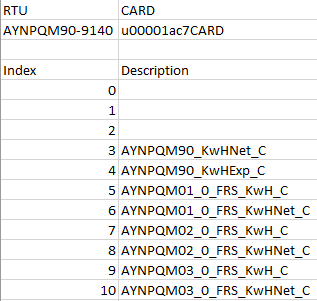 RTU CARD
AYNPQM90-9140 u00001ac7CARD
Index Description
0
1
2
3 AYNPQM90_KwHNet_C
4 AYNPQM90_KwHExp_C
5 AYNPQM01_0_FRS_KwH_C
6 AYNPQM01_0_FRS_KwHNet_C
7 AYNPQM02_0_FRS_KwH_C
8 AYNPQM02_0_FRS_KwHNet_C
9 AYNPQM03_0_FRS_KwH_C
10 AYNPQM03_0_FRS_KwHNet_C